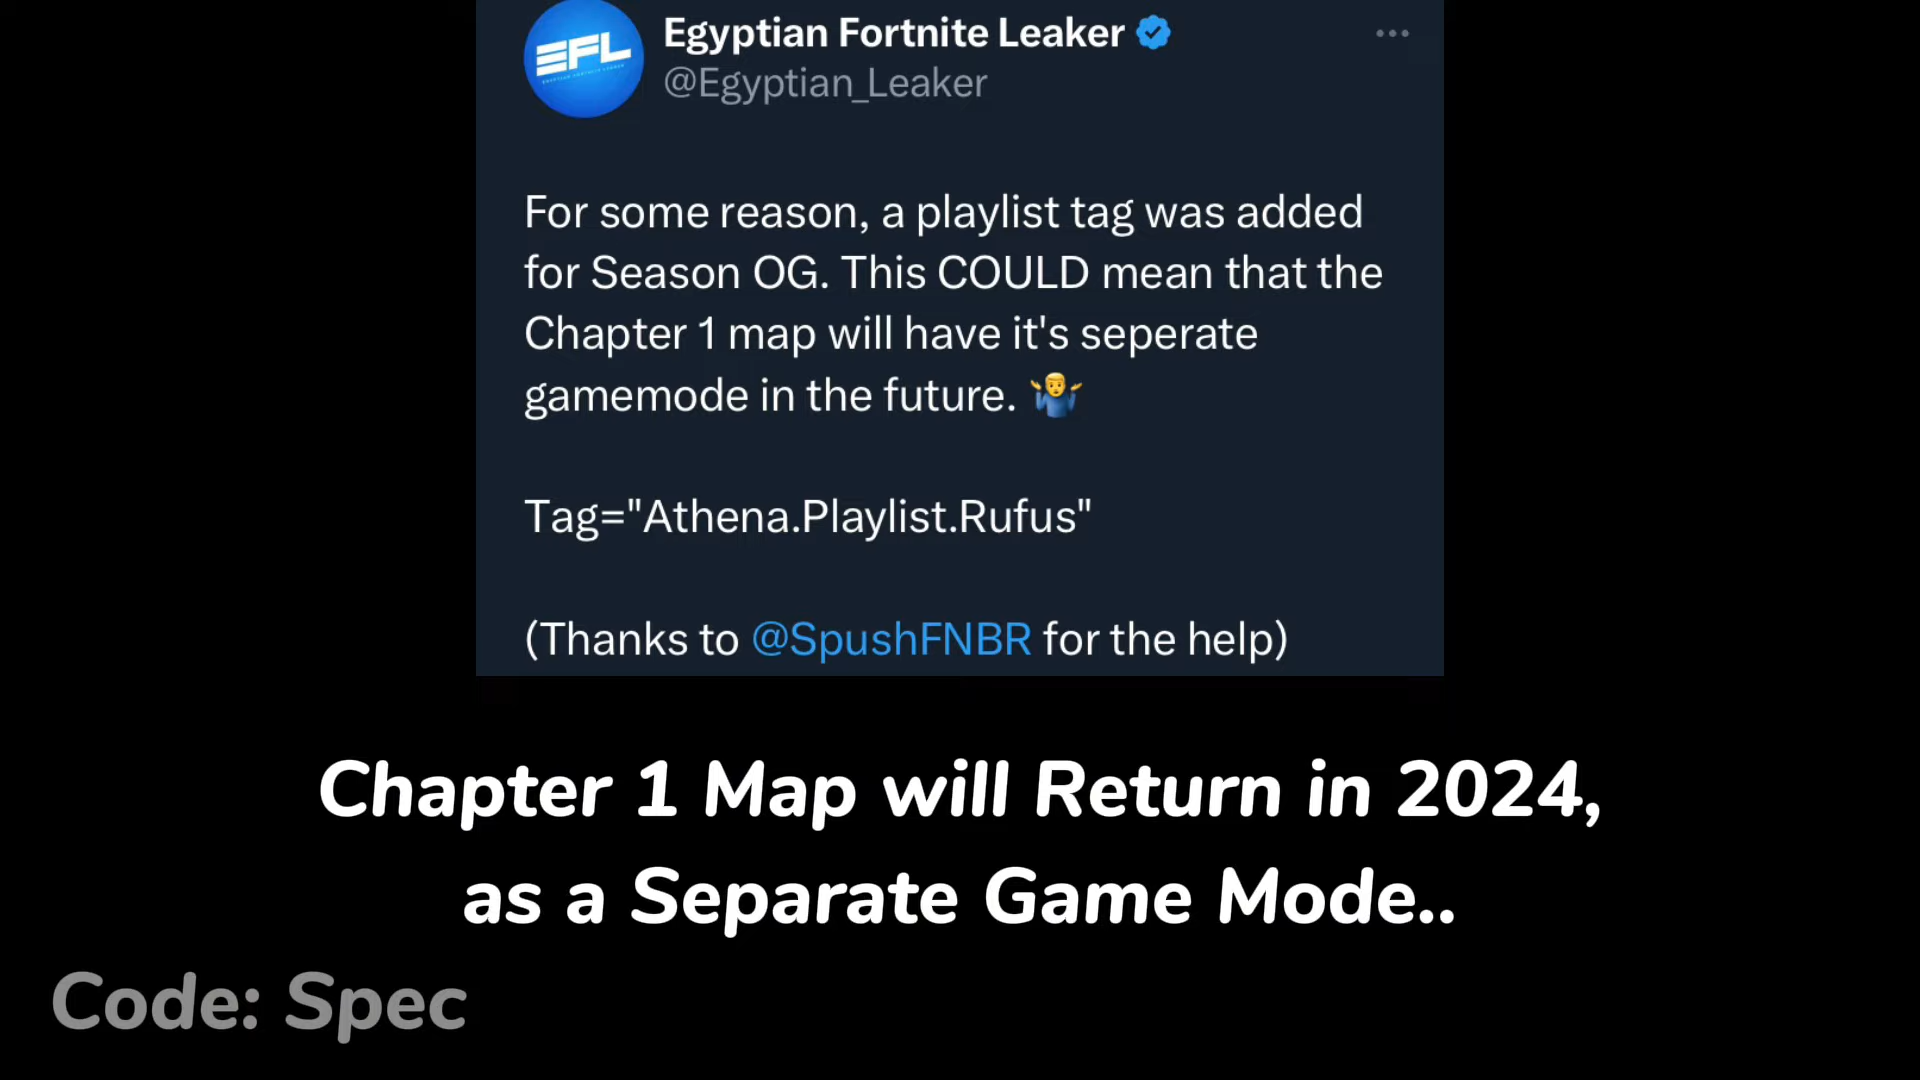 EFL
Egyptian Fortnite Leaker
@Egyptian_Leaker
For some reason, a playlist tag was added
for Season OG. This COULD mean that the
Chapter 1 map will have it's seperate
gamemode in the future. 🤷‍♂️
Tag="Athena.Playlist.Rufus"
(Thanks to @SpushFNBR for the help)
Chapter 1 Map will Return in 2024,
as a Separate Game Mode..
Code: Spec